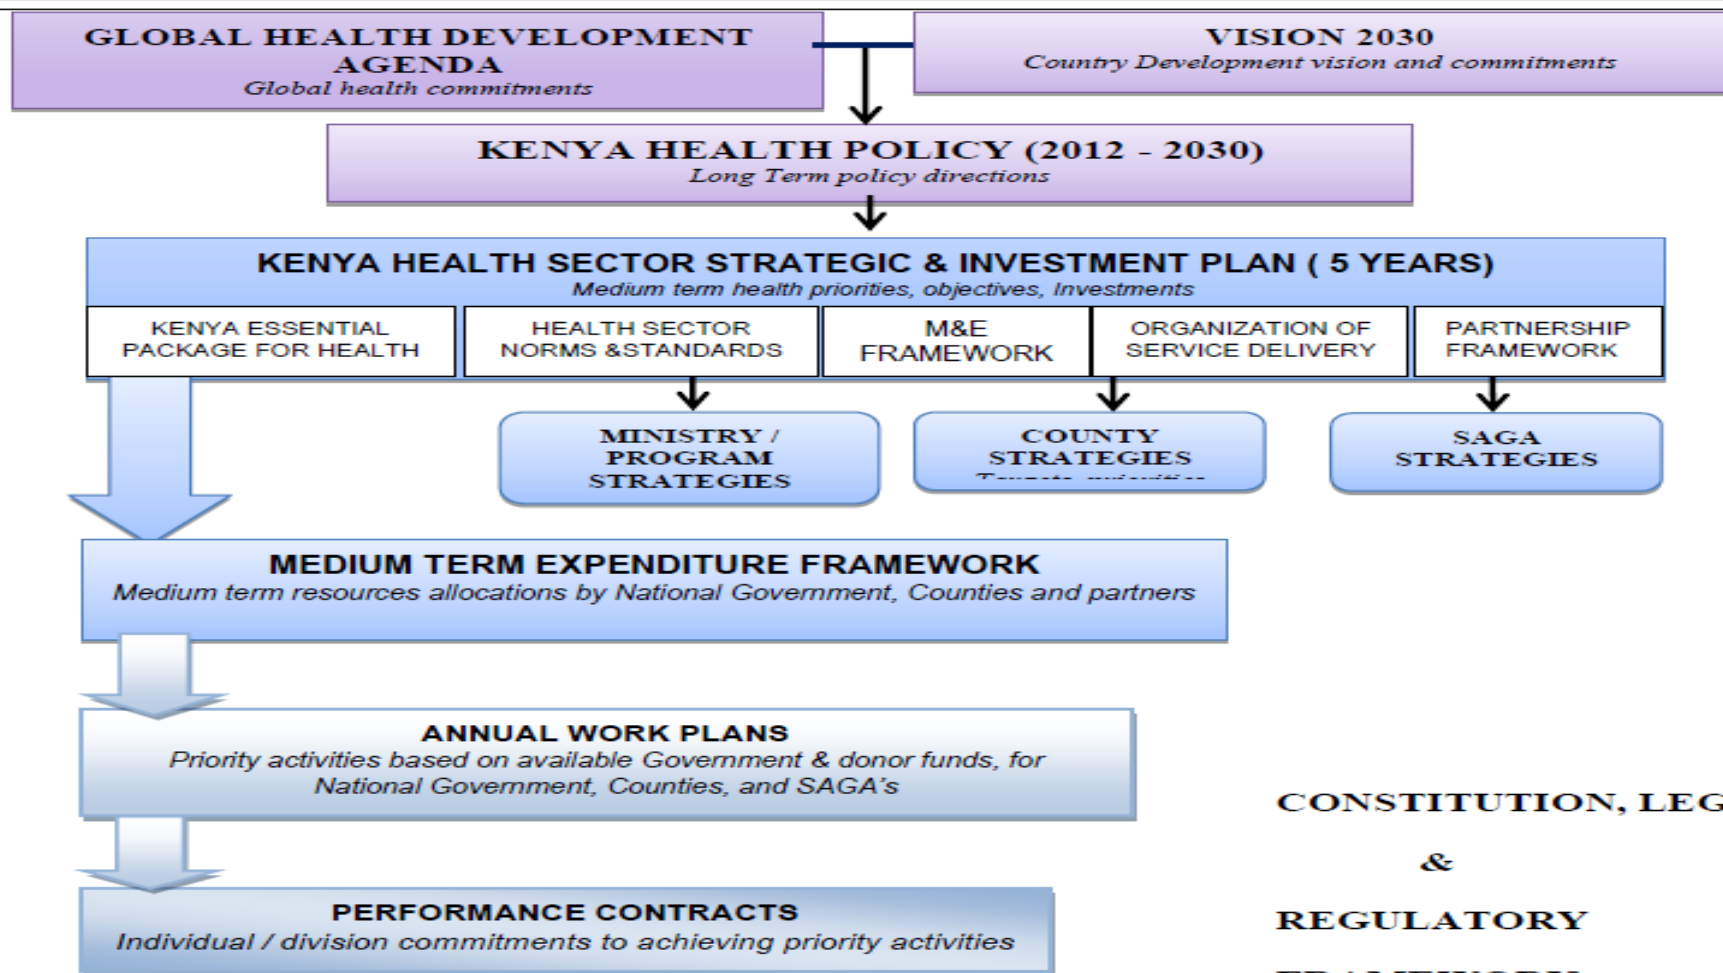 GLOBAL HEALTH DEVELOPMENT
AGENDA
Global health commitments
VISION 2030
Country Development vision and commitments
KENYA HEALTH POLICY (2012 - 2030)
Long Term policy directions
KENYA HEALTH SECTOR STRATEGIC & INVESTMENT PLAN ( 5 YEARS)
Medium term health priorities, objectives, Investments
KENYA ESSENTIAL
PACKAGE FOR HEALTH
HEALTH SECTOR
NORMS &STANDARDS
M&E
FRAMEWORK
ORGANIZATION OF
SERVICE DELIVERY
PARTNERSHIP
FRAMEWORK
MINISTRY /
PROGRAM
STRATEGIES
COUNTY
STRATEGIES
SAGA
STRATEGIES
MEDIUM TERM EXPENDITURE FRAMEWORK
Medium term resources allocations by National Government, Counties and partners
ANNUAL WORK PLANS
Priority activities based on available Government & donor funds, for
National Government, Counties, and SAGA's
PERFORMANCE CONTRACTS
Individual / division commitments to achieving priority activities
CONSTITUTION, LEG
&
REGULATORY